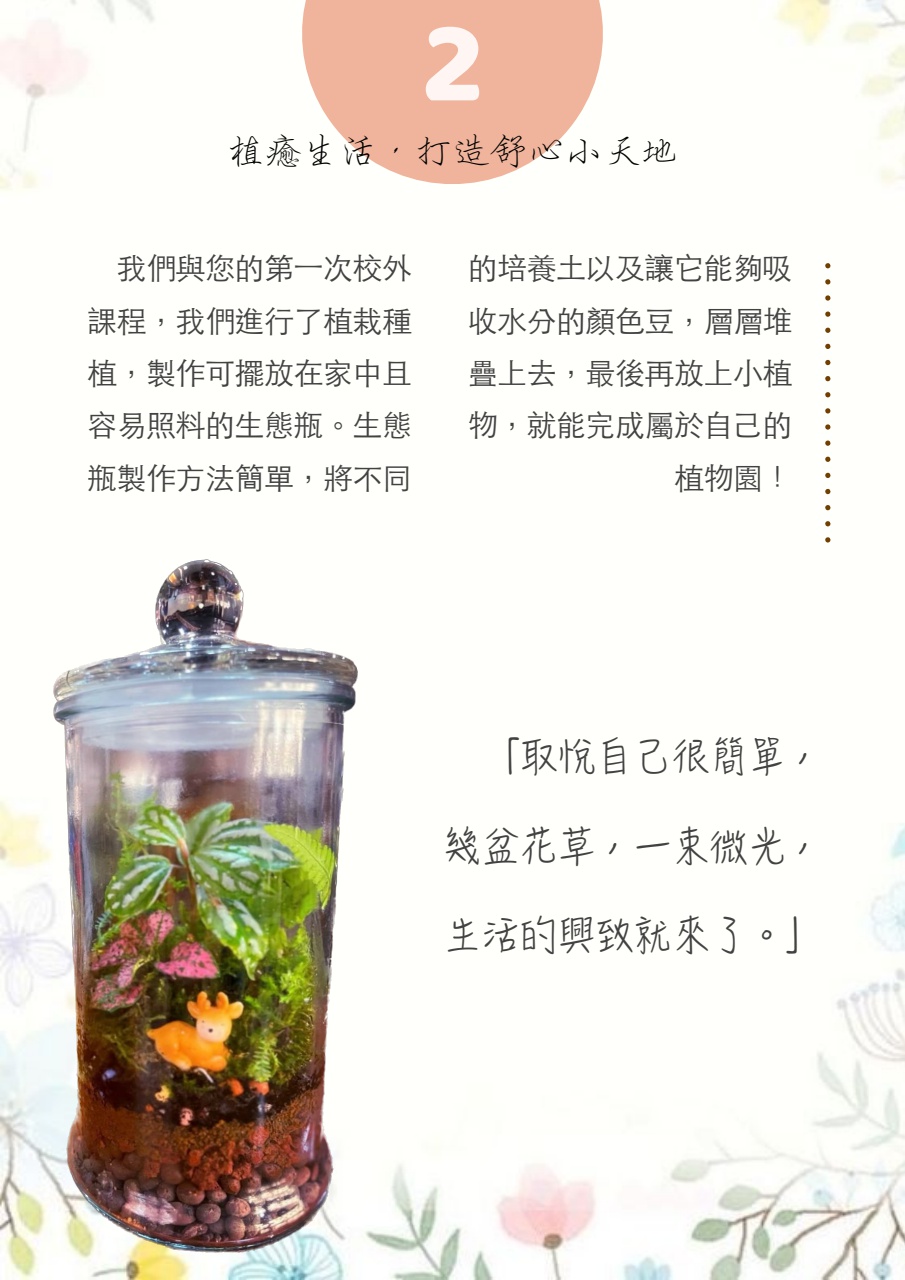 2
植癒生活，打造舒心小天地
我們與您的第一次校外
課程，我們進行了植栽種
植，製作可擺放在家中且
容易照料的生態瓶。生態
瓶製作方法簡單，將不同
的培養土以及讓它能夠吸
收水分的顏色豆，層層堆
疊上去，最後再放上小植
物，就能完成屬於自己的
植物園！
「取悅自己很簡單，
幾盆花草，一束微光，
生活的興致就來了。」